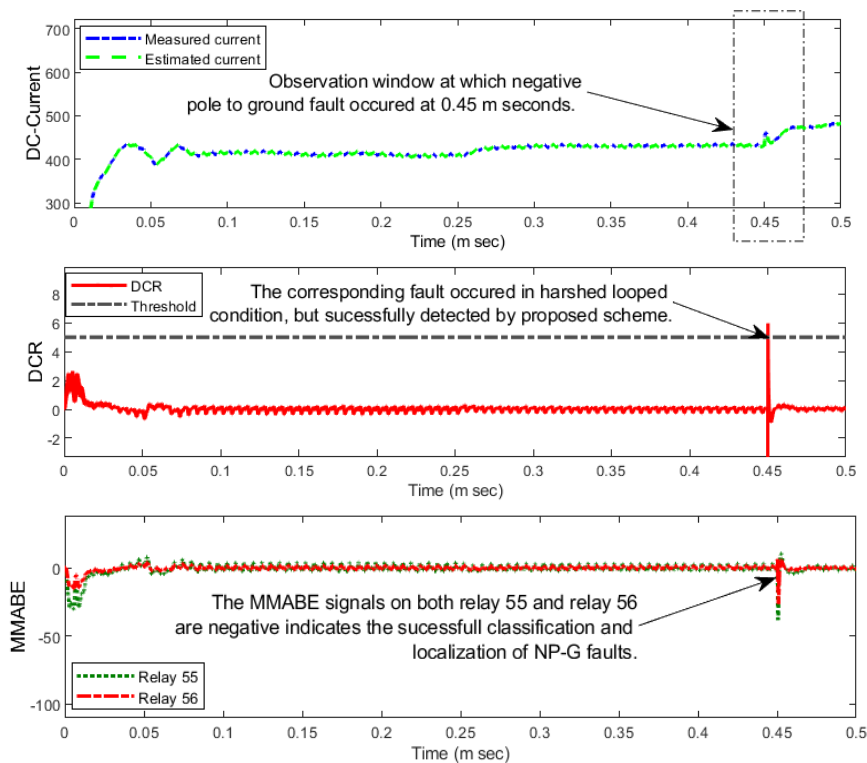 700
600
500
400
300
DC-Current
Measured current
Estimated current
Observation window at which negative
pole to ground fault occured at 0.45 m seconds.
0
0.05
0.1
0.15
0.2
0.25
0.3
0.35
0.4
0.45
0.5
Time (m sec)
8
6
4
2
0
-2
DCR
DCR
Threshold
The corresponding fault occured in harshed looped
condition, but sucessfully detected by proposed scheme.
0
0.05
0.1
0.15
0.2
0.25
0.3
0.35
0.4
0.45
0.5
Time (m sec)
0
-50
-100
MMABE
The MMABE signals on both relay 55 and relay 56
are negative indicates the sucessfull classification and
localization of NP-G faults.
Relay 55
Relay 56
0
0.05
0.1
0.15
0.2
0.25
0.3
0.35
0.4
0.45
0.5
Time (m sec)